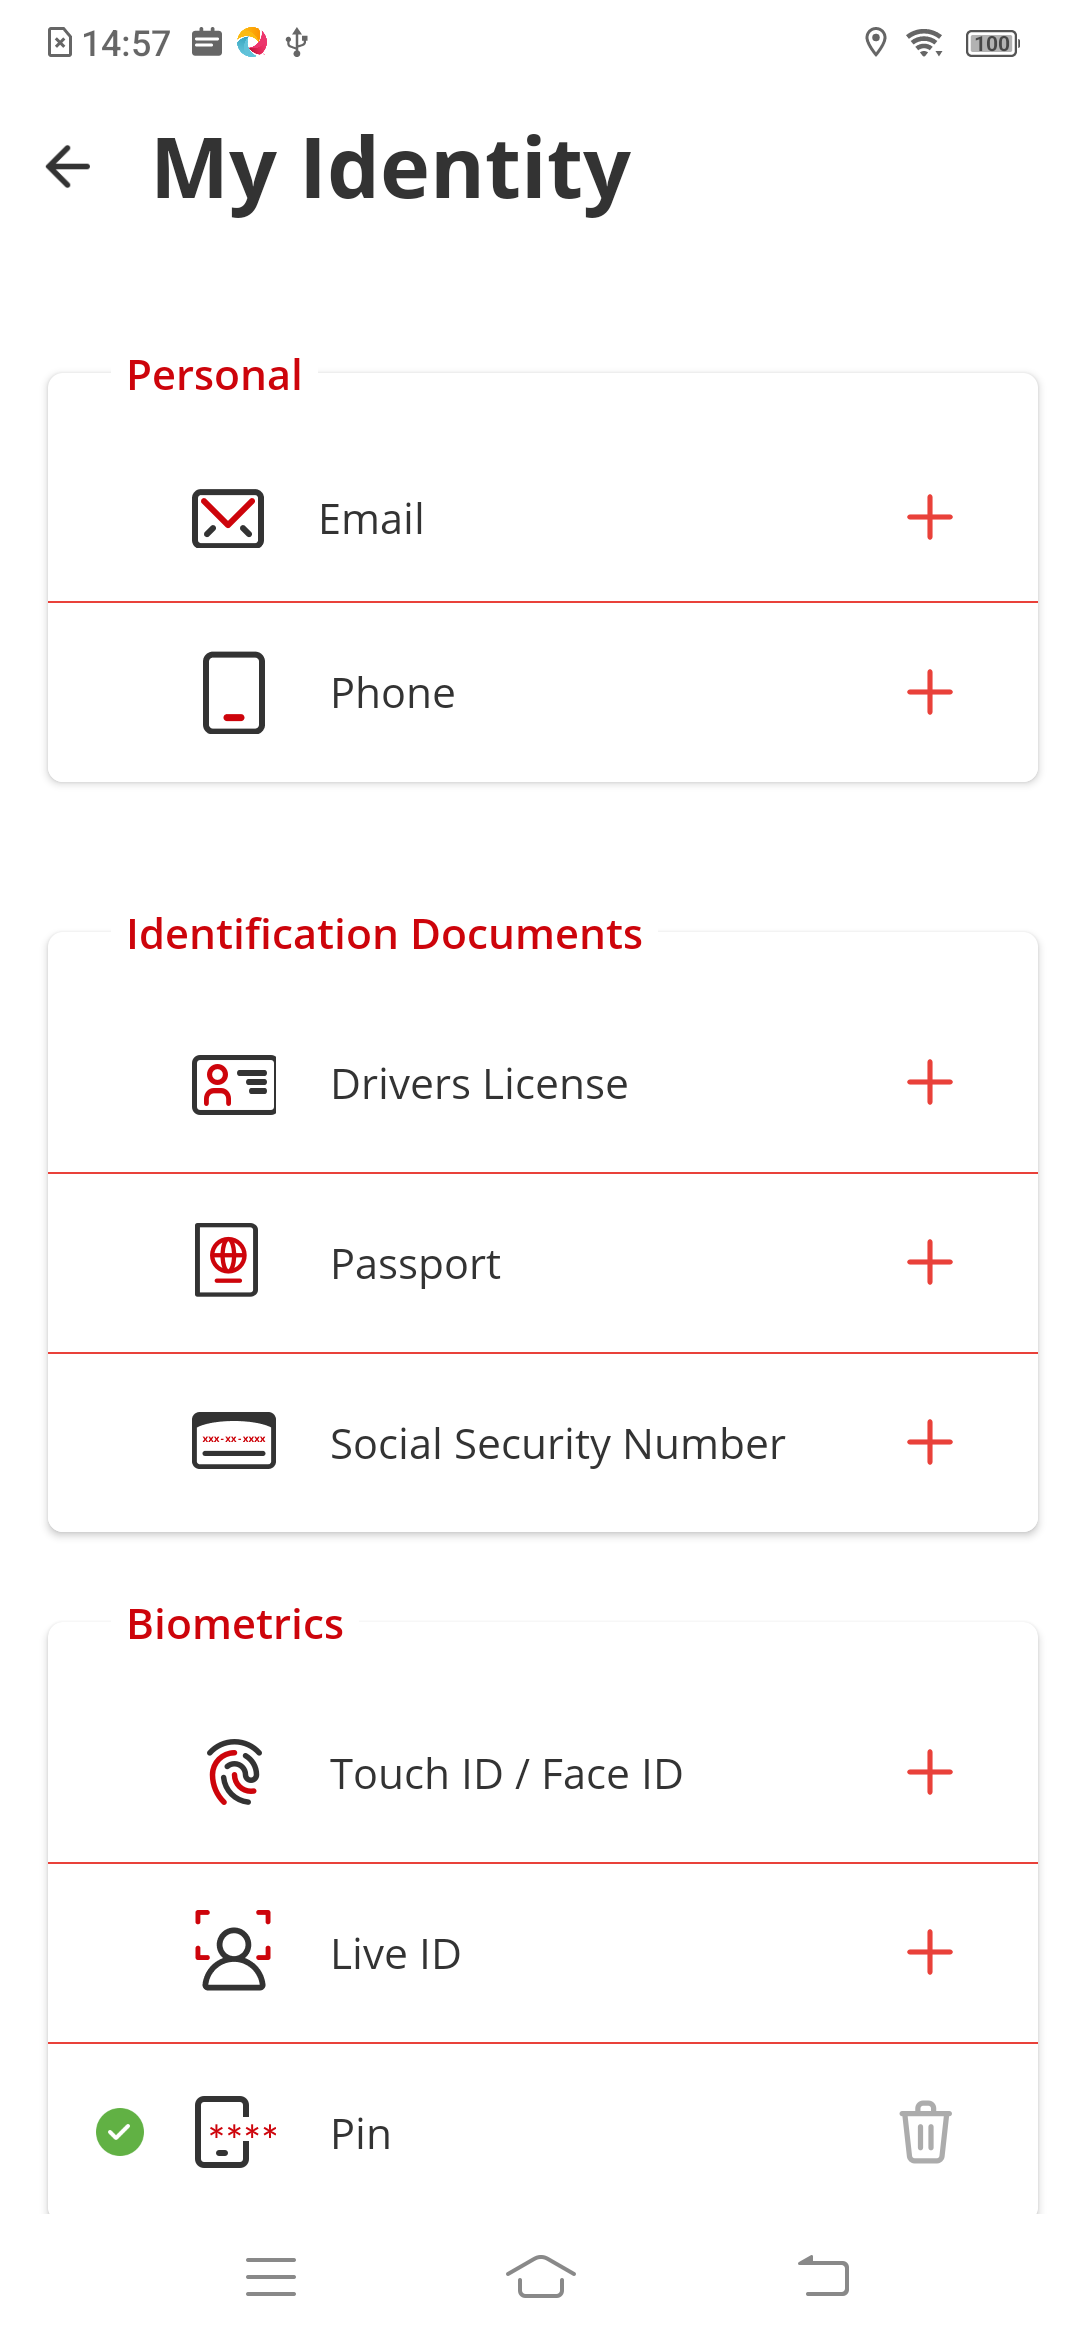 14:57
100
My Identity
Personal
Email
Phone
Identification Documents
Drivers License
Passport
xxx-xx-xxxx
Social Security Number
Biometrics
Touch ID / Face ID
Live ID
****
Pin